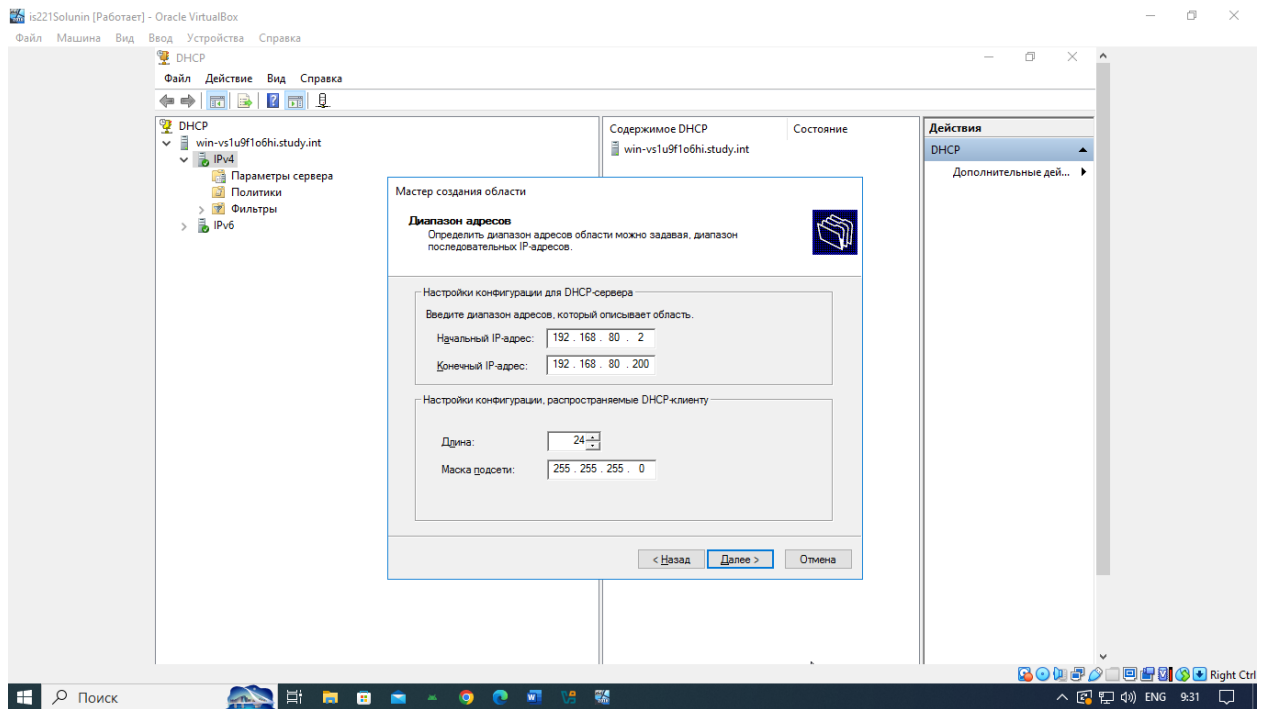 is221Solunin [Работает] - Oracle VirtualBox
Файл Машина Вид Ввод Устройства Справка
DHCP
Файл Действие Вид Справка
DHCP
win-vs1u9f1o6hi.study.int
IPv4
Параметры сервера
Политики
Фильтры
IPv6
Содержимое DHCP Состояние
win-vs1u9f1o6hi.study.int
Действия
DHCP
Дополнительные дей...
Мастер создания области
Диапазон адресов
Определить диапазон адресов области можно задавая, диапазон
последовательных IP-адресов.
Настройки конфигурации для DHCP-сервера
Введите диапазон адресов, который описывает область.
Начальный IP-адрес: 192 . 168 . 80 . 2
Конечный IP-адрес: 192 . 168 . 80 . 200
Настройки конфигурации, распространяемые DHCP-клиенту
Длина: 24
Маска подсети: 255 . 255 . 255 . 0
< Назад Далее > Отмена
Right Ctrl
Поиск ENG 9:31